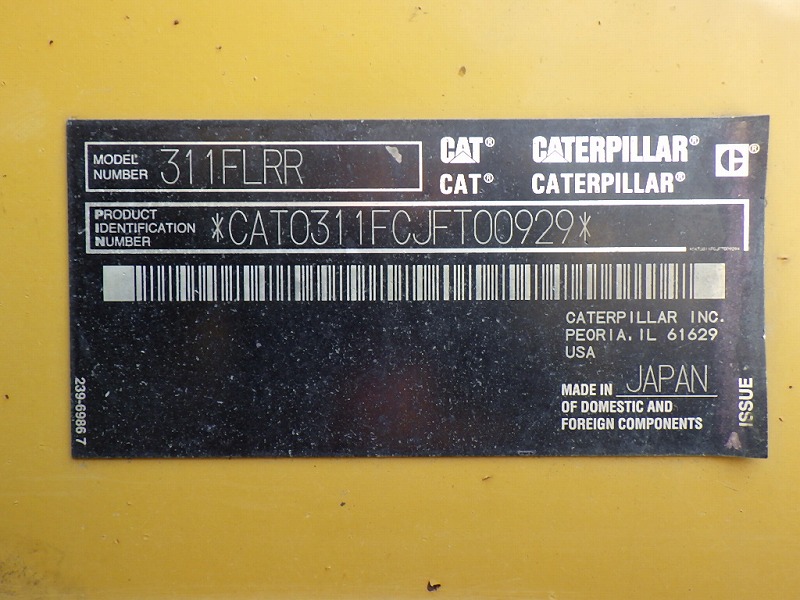 MODEL
NUMBER 311FLRR
CAT® CATERPILLAR® CE®
CAT® CATERPILLAR®
PRODUCT
IDENTIFICATION
NUMBER *CAT0311FCJFT00929*
CATERPILLAR INC.
PEORIA, IL 61629
USA
MADE IN JAPAN
OF DOMESTIC AND
FOREIGN COMPONENTS
239-6986 7
A ISSUE